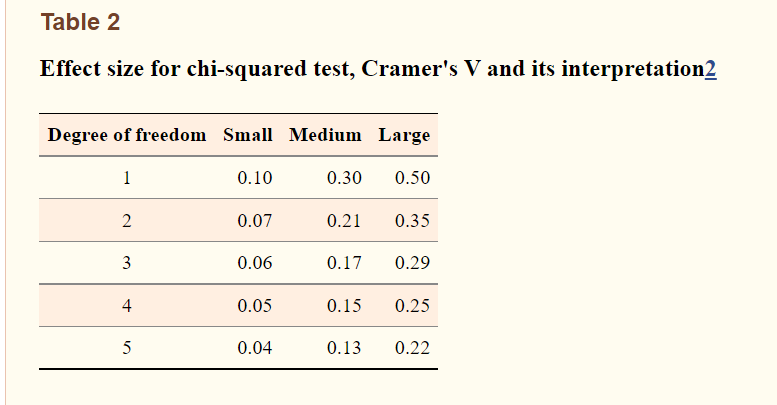 Table 2
Effect size for chi-squared test, Cramer's V and its interpretation2
Degree of freedom Small Medium Large
1 0.10 0.30 0.50
2 0.07 0.21 0.35
3 0.06 0.17 0.29
4 0.05 0.15 0.25
5 0.04 0.13 0.22